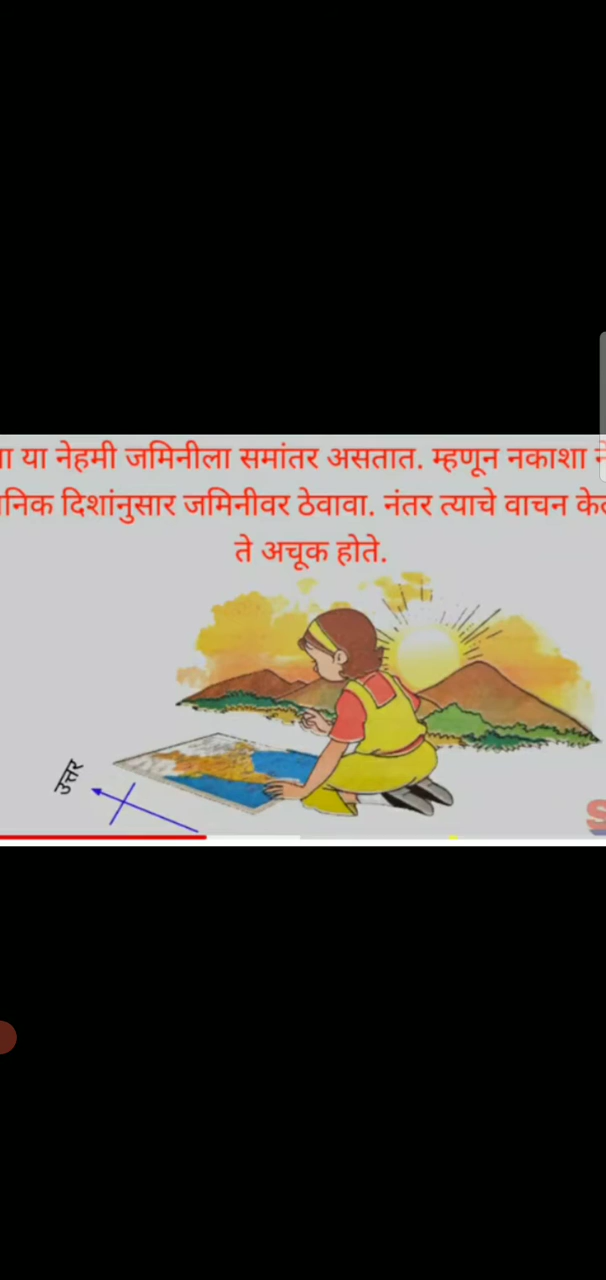 या नेहमी जमिनीला समांतर असतात. म्हणून नकाशा
दिशांनुसार जमिनीवर ठेवावा. नंतर त्याचे वाचन
ते अचूक होते.
उत्तर